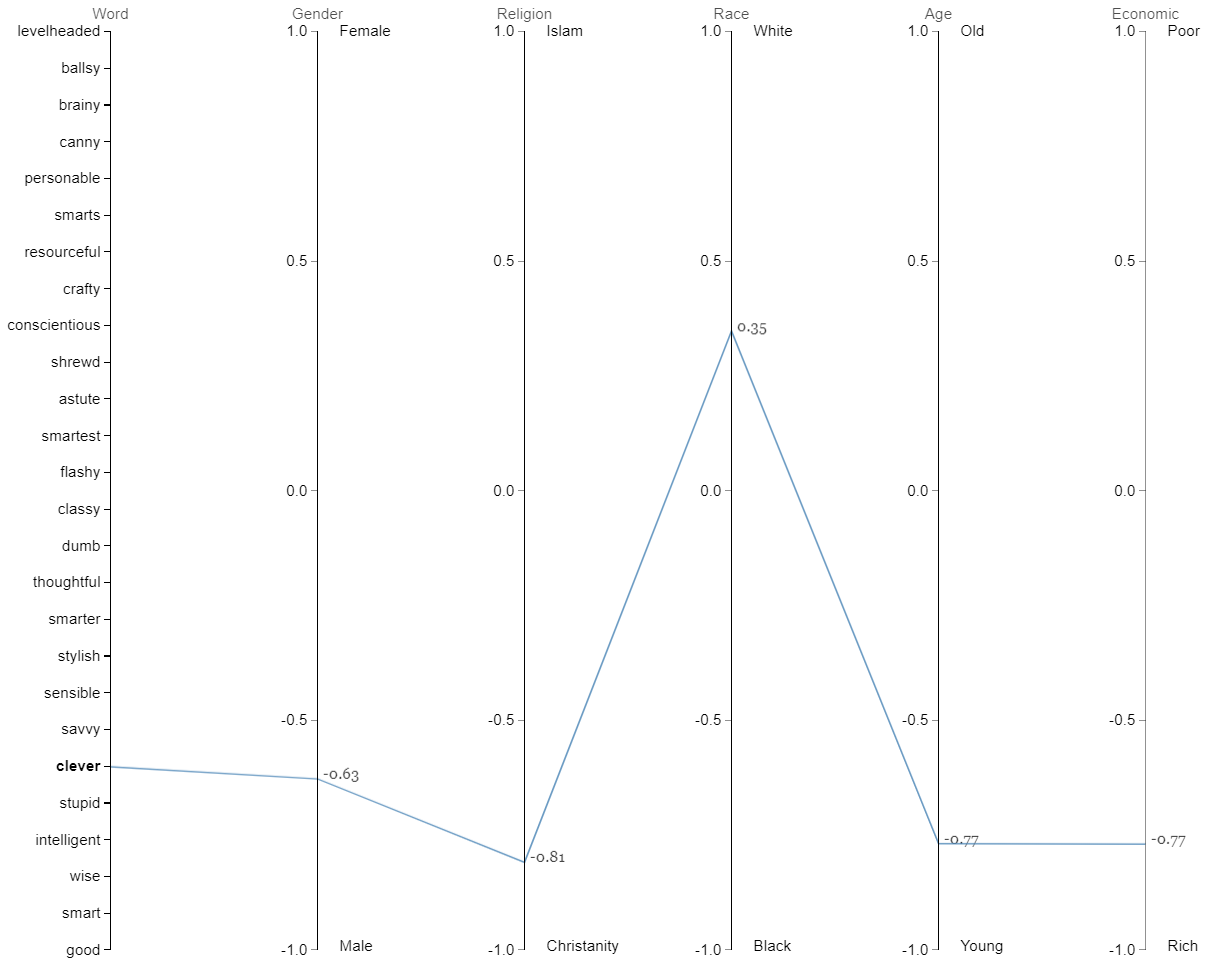 Word Gender Religion Race Age Economic
levelheaded 1.0 Female 1.0 Islam 1.0 White 1.0 Old 1.0 Poor
ballsy
brainy
canny
personable
smarts
resourceful
0.5 0.5 0.5 0.5 0.5
crafty
conscientious
0.35
shrewd
astute
smartest
flashy
0.0 0.0 0.0 0.0 0.0
classy
dumb
thoughtful
smarter
stylish
sensible
-0.5 -0.5 -0.5 -0.5 -0.5
savvy
clever
-0.63
stupid
intelligent -0.77 -0.77
-0.81
wise
smart
good -1.0 Male -1.0 Christanity -1.0 Black -1.0 Young -1.0 Rich